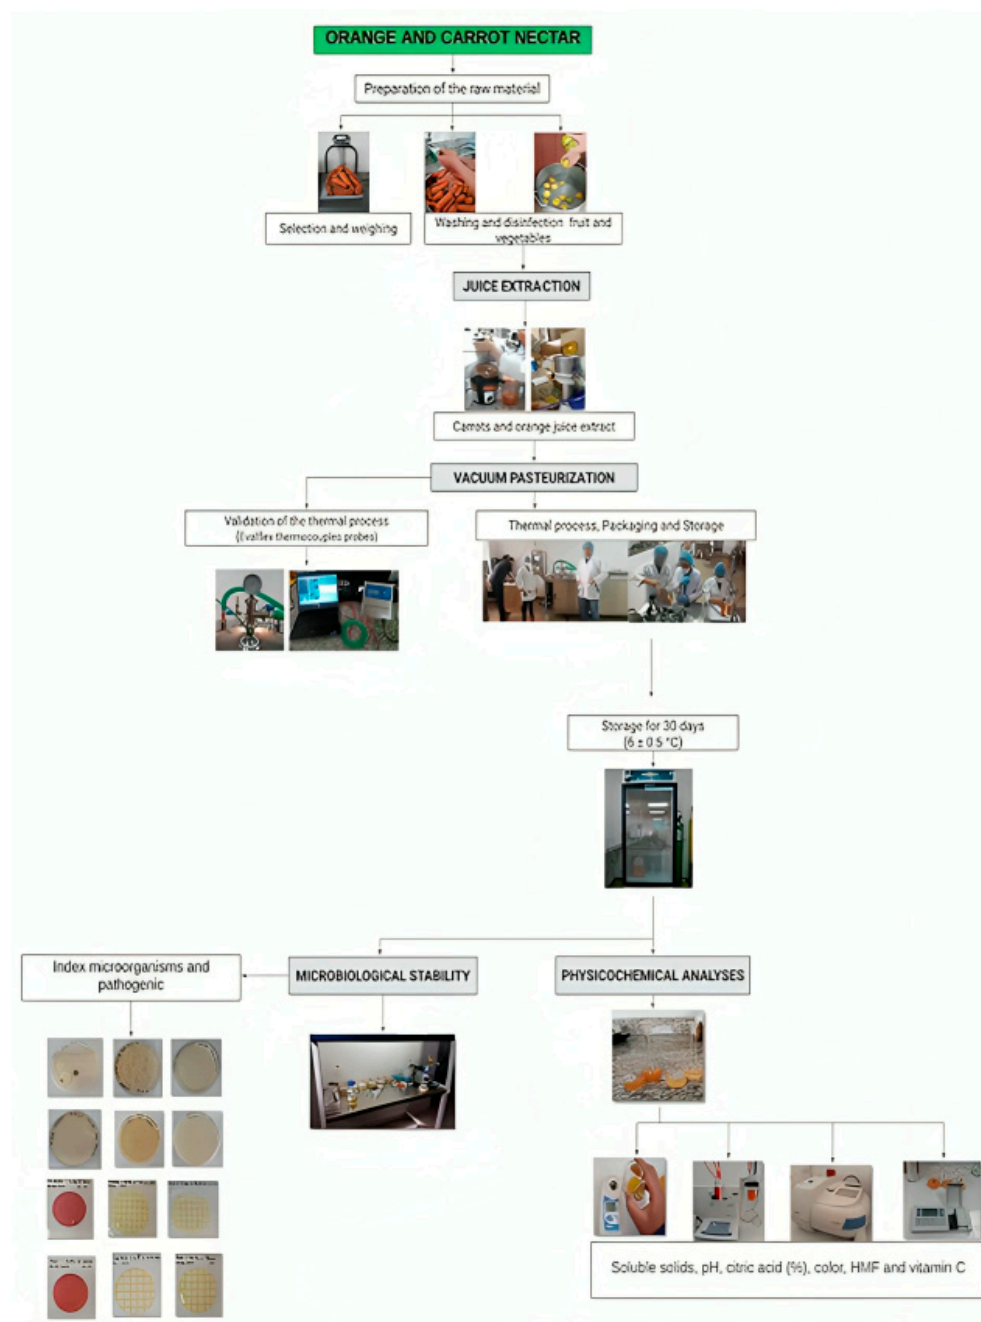 ORANGE AND CARROT NECTAR
Preparation of the raw material
Selection and weighing
Washing and disinfection fruit and
vegetables
JUICE EXTRACTION
Carrots and orange juice extract
VACUUM PASTEURIZATION
Validation of the thermal process
thermocouples probes)
Thermal process, Packaging and Storage
Storage for 30 days
(6 ± 0.5 °C)
Index microorganisms and
pathogenic
MICROBIOLOGICAL STABILITY
PHYSICOCHEMICAL ANALYSES
Soluble solids, pH, citric acid (%), color, HMF and vitamin C